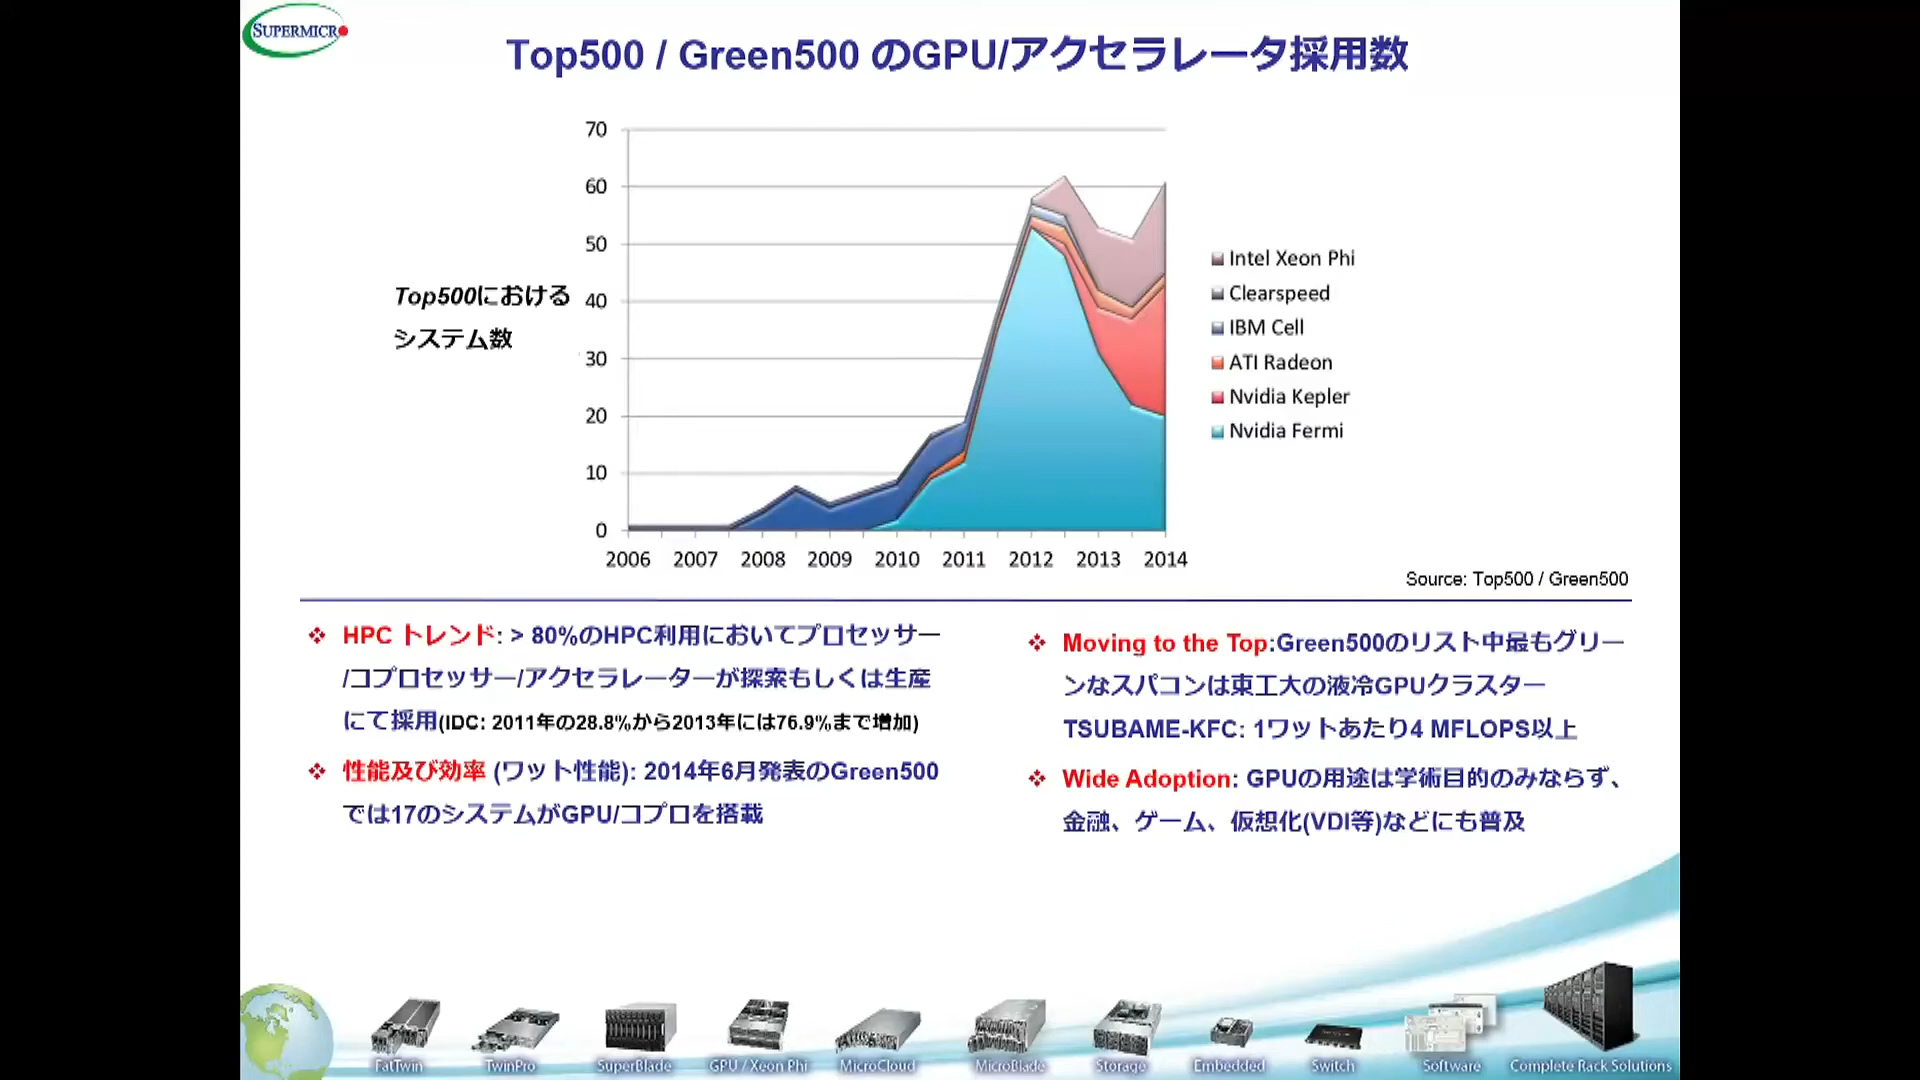 SUPERMICR
Top500 / Green500 のGPU/アクセラレータ採用数
70
60
50
40
30
20
10
0
Top500における
システム数
2006 2007 2008 2009 2010 2011 2012 2013 2014
Intel Xeon Phi
Clearspeed
IBM Cell
ATI Radeon
Nvidia Kepler
Nvidia Fermi
Source: Top500 / Green500
HPC トレンド: > 80%のHPC利用においてプロセッサー
/コプロセッサー/アクセラレーターが探索もしくは生産
にて採用(IDC: 2011年の28.8%から2013年には76.9%まで増加)
性能及び効率 (ワット性能): 2014年6月発表のGreen500
では17のシステムがGPU/コプロを搭載
Moving to the Top:Green500のリスト中最もグリー
ンなスパコンは東工大の液冷GPUクラスター
TSUBAME-KFC: 1ワットあたり4 MFLOPS以上
Wide Adoption: GPUの用途は学術目的のみならず、
金融、ゲーム、仮想化(VDI等)などにも普及
FatTwin TwinPro SuperBlade GPU / Xeon Phi MicroCloud MicroBlade Storage Embedded Switch Software Complete Rack Solutions